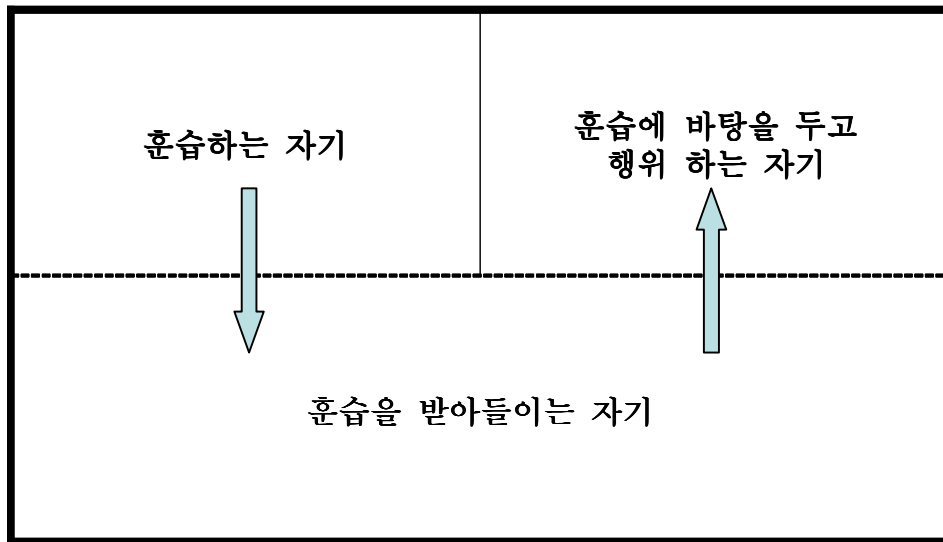 훈습하는 자기
훈습에 바탕을 두고
행위 하는 자기
훈습을 받아들이는 자기